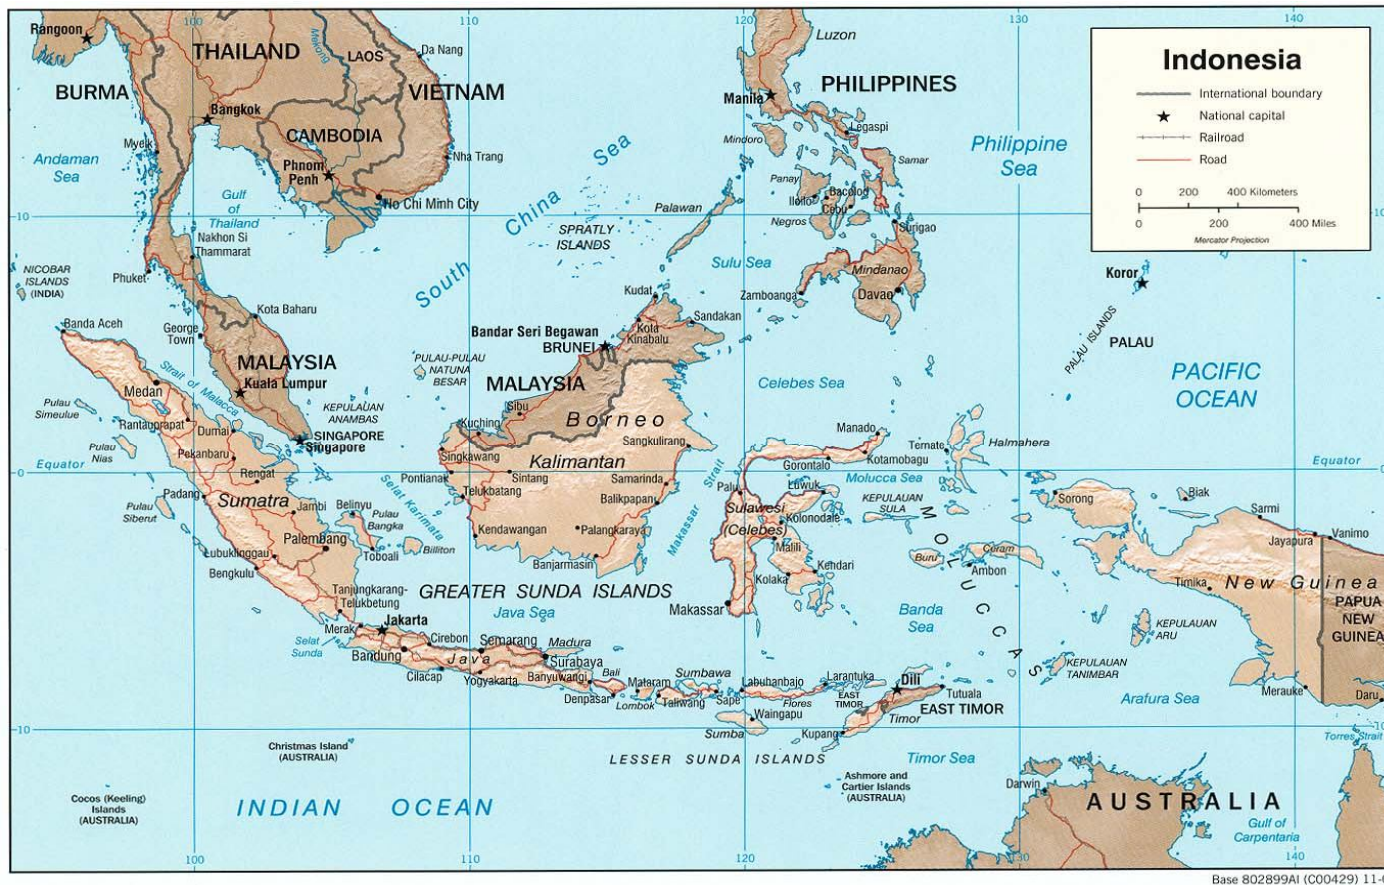 100
110
120
130
140
Rangoon
THAILAND
LAOS
Mekong
Da Nang
Luzon
BURMA
VIETNAM
Manila
PHILIPPINES
Bangkok
CAMBODIA
Legaspi
Mindoro
Myeik
Andaman
Sea
Phnom
Penh
Nha Trang
Philippine
Sea
Samar
Panay
Gulf
of
Thailand
Ho Chi Minh City
South China Sea
Palawan
Iloilo
Bacolod
Cebu
Negros
10
Surigao
SPRATLY
ISLANDS
Nakhon Si
Thammarat
Sulu Sea
Mindanao
NICOBAR
ISLANDS
(INDIA)
Phuket
Kudat
Zamboanga
Davao
Koror
Indonesia
International boundary
National capital
Railroad
Road
0 200 400 Kilometers
0 200 400 Miles
Mercator Projection
Banda Aceh
Kota Baharu
George
Town
Bandar Seri Begawan
BRUNEI
Kota
Kinabalu
Sandakan
PALAU ISLANDS
PALAU
MALAYSIA
Kuala Lumpur
Strait of Malacca
PULAU-PULAU
NATUNA
BESAR
MALAYSIA
Celebes Sea
PACIFIC
OCEAN
Medan
Pulau
Simeulue
KEPULAUAN
ANAMBAS
Sibu
Borneo
Rantauprapat
Dumai
SINGAPORE
Singapore
Kuching
Manado
Ternate
Halmahera
Pulau
Nias
Pekanbaru
Singkawang
Sangkulirang
Equator
0
Rengat
Kalimantan
Gorontalo
Kotamobagu
Equator
Pontianak
Sintang
Samarinda
Molucca Sea
Padang
Sumatra
Selat Karimata
Telukbatang
Balikpapan
Palu
Luwuk
KEPULAUAN
SULA
Sorong
Biak
Pulau
Siberut
Jambi
Belinyu
Pulau
Bangka
Makassar Strait
Sulawesi
(Celebes)
Kolonodale
Sarmi
Palembang
Kendawangan
Palangkaraya
Jayapura
Vanimo
Lubuklinggau
Toboali
Billiton
Malili
MOLUCCAS
Buru
Ceram
Bengkulu
Banjarmasin
Kolaka
Kendari
Ambon
Timika
New Guinea
Tanjungkarang-
Telukbetung
GREATER SUNDA ISLANDS
Java Sea
Makassar
Banda
Sea
PAPUA
NEW
GUINEA
Merak
Jakarta
KEPULAUAN
ARU
Selat
Sunda
Cirebon
Semarang
Madura
Bandung
Java
Surabaya
KEPULAUAN
TANIMBAR
Cilacap
Yogyakarta
Banyuwangi
Bali
Mataram
Sumbawa
Labuhanbajo
Larantuka
Dili
Tutuala
Merauke
Daru
Denpasar
Lombok
Taliwang
Sape
Flores
EAST
TIMOR
EAST TIMOR
Arafura Sea
Waingapu
Timor
Sumba
Kupang
10
Torres Strait
Christmas Island
(AUSTRALIA)
LESSER SUNDA ISLANDS
Timor Sea
Cocos (Keeling)
Islands
(AUSTRALIA)
INDIAN OCEAN
Ashmore and
Cartier Islands
(AUSTRALIA)
Darwin
AUSTRALIA
Gulf of
Carpentaria
100
110
120
130
140
Base 802899AI (C00429) 11-